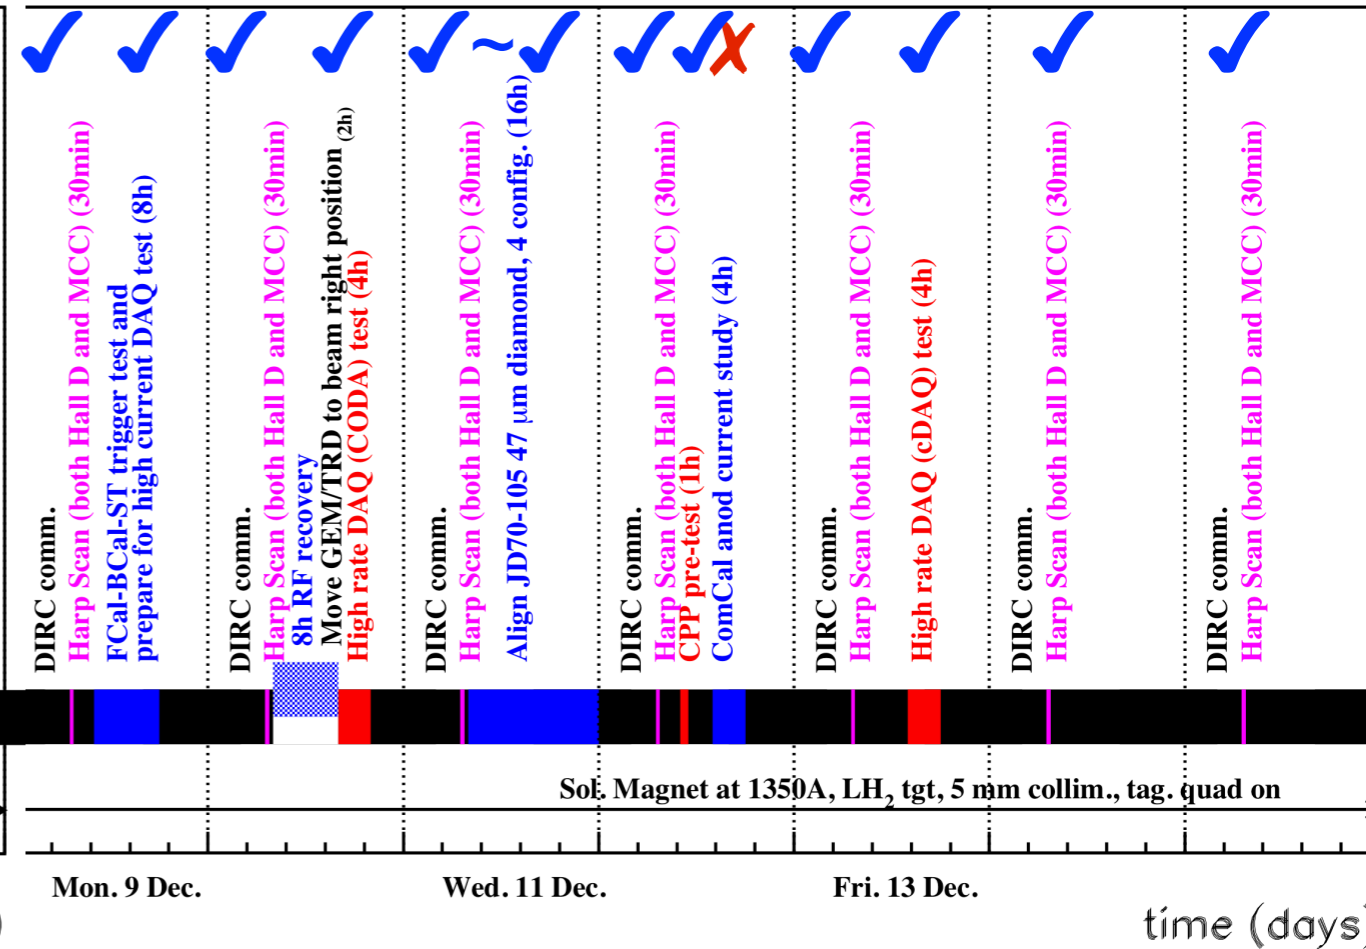 ~
DIRC comm.
Harp Scan (both Hall D and MCC) (30min)
FCal-BCal-ST trigger test and
prepare for high current DAQ test (8h)
DIRC comm.
Harp Scan (both Hall D and MCC) (30min)
8h RF recovery
Move GEM/TRD to beam right position (2h)
High rate DAQ (CODA) test (4h)
DIRC comm.
Harp Scan (both Hall D and MCC) (30min)
Align JD70-105 47 μm diamond, 4 config. (16h)
DIRC comm.
Harp Scan (both Hall D and MCC) (30min)
CPP pre-test (1h)
ComCal anod current study (4h)
DIRC comm.
Harp Scan (both Hall D and MCC) (30min)
High rate DAQ (cDAQ) test (4h)
DIRC comm.
Harp Scan (both Hall D and MCC) (30min)
DIRC comm.
Harp Scan (both Hall D and MCC) (30min)
Sol. Magnet at 1350A, LH2 tgt, 5 mm collim., tag. quad on
Mon. 9 Dec.
Wed. 11 Dec.
Fri. 13 Dec.
time (days)